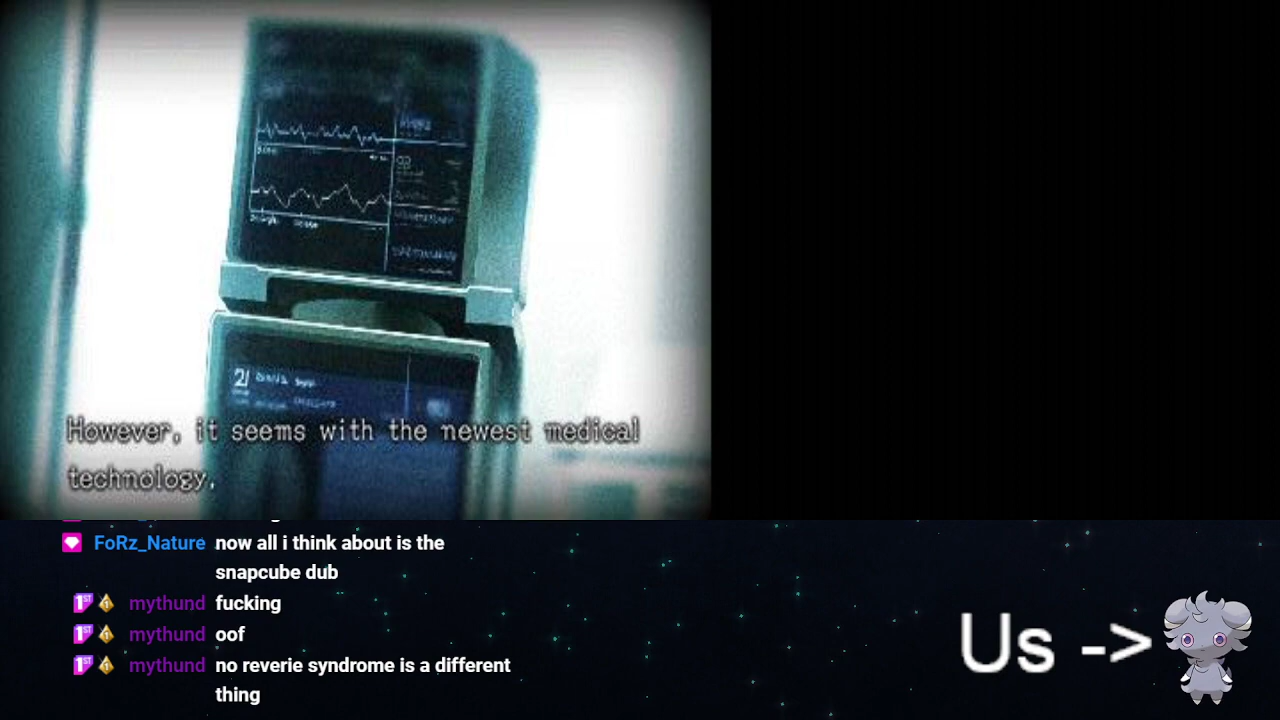 21
However, it seems with the newest medical
technology,
FoRz_Nature now all i think about is the
snapcube dub
mythund fucking
mythund oof
mythund no reverie syndrome is a different
thing
Us ->